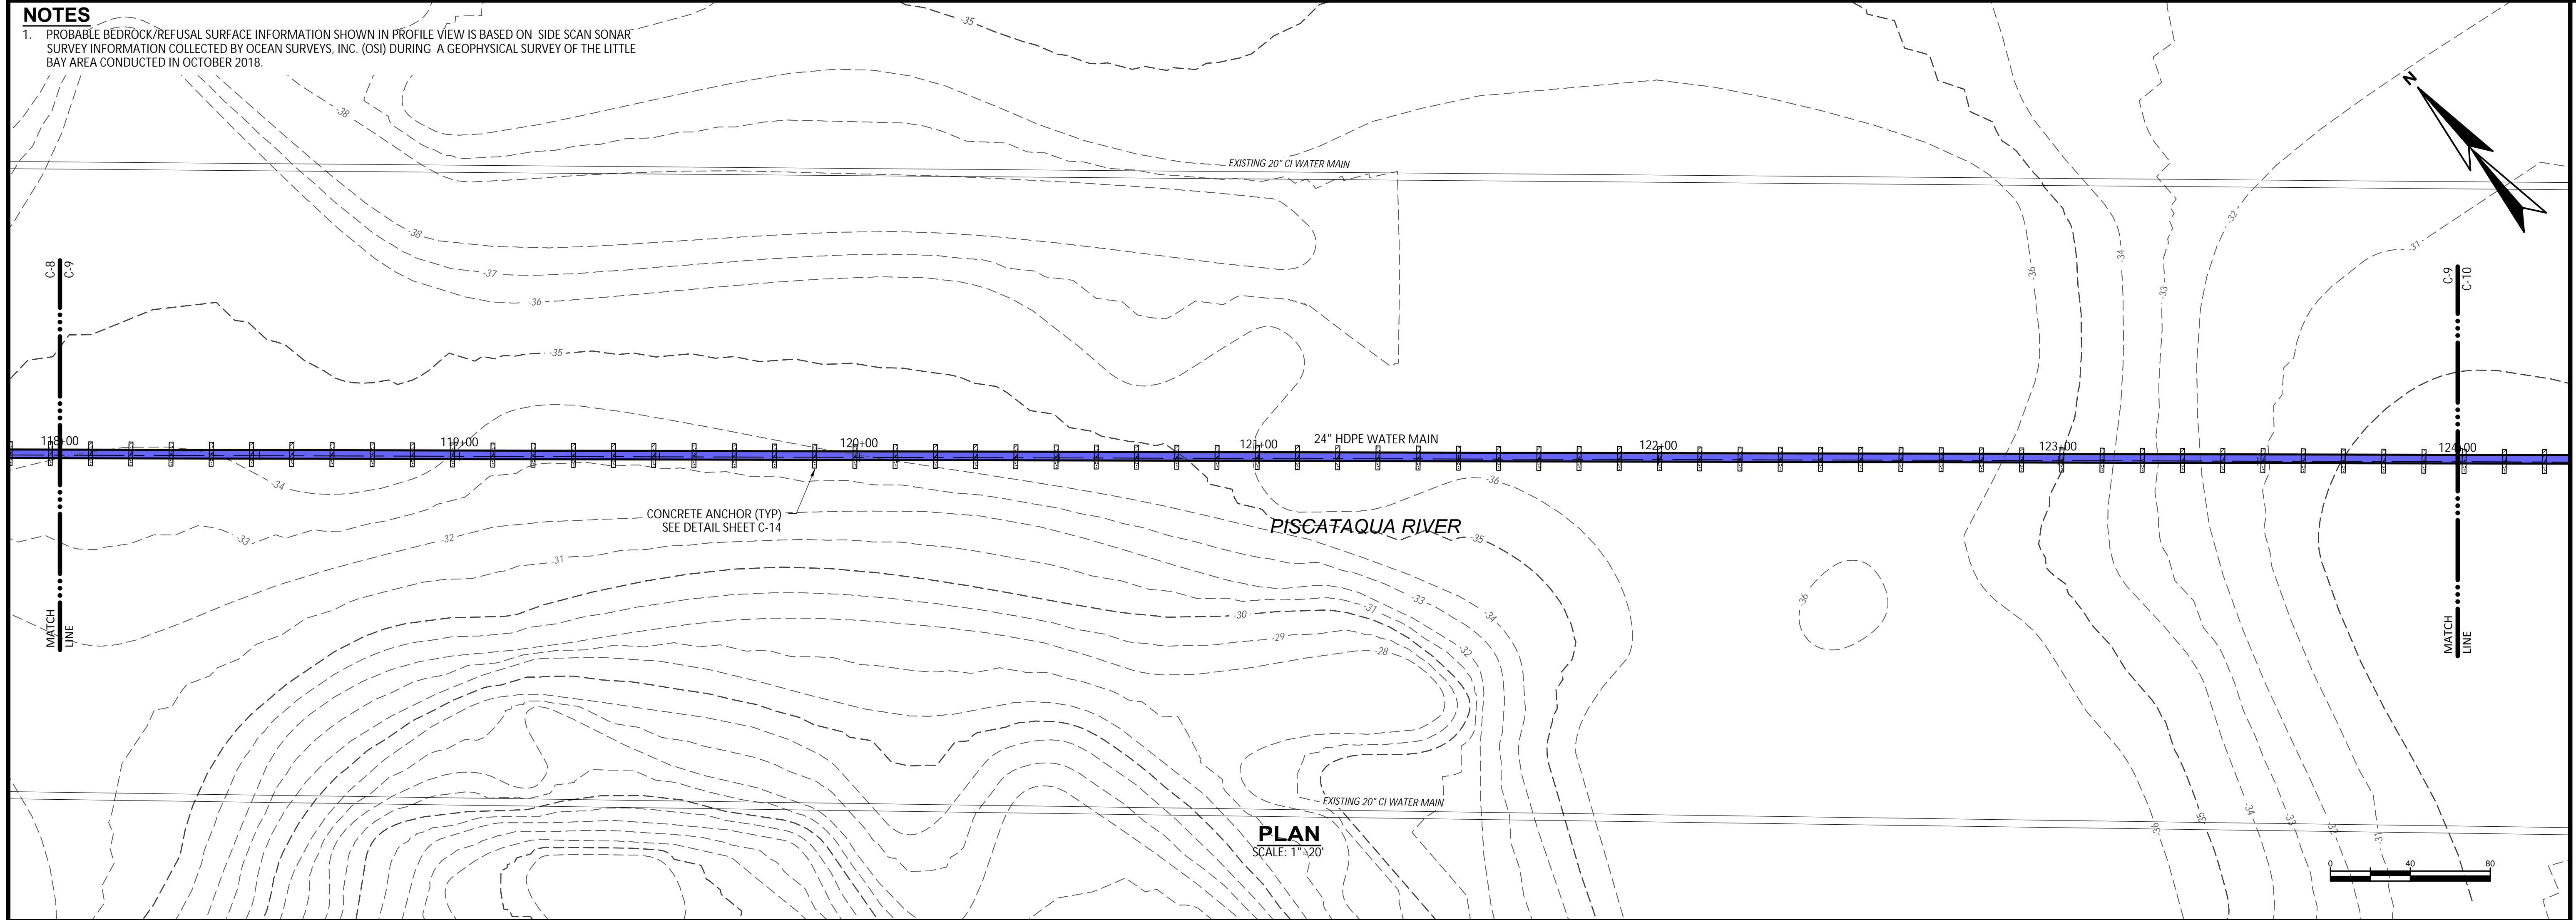 NOTES
1. PROBABLE BEDROCK/REFUSAL SURFACE INFORMATION SHOWN IN PROFILE VIEW IS BASED ON SIDE SCAN SONAR
SURVEY INFORMATION COLLECTED BY OCEAN SURVEYS, INC. (OSI) DURING A GEOPHYSICAL SURVEY OF THE LITTLE
BAY AREA CONDUCTED IN OCTOBER 2018.
-35
N
-38
EXISTING 20" CI WATER MAIN
-32
-38
-31
-34
C-8
C-9
-37
-36
C-9
C-10
-33
-36
-35
118+00
119+00
120+00
121+00
24" HDPE WATER MAIN
122+00
123+00
124+00
-34
-36
CONCRETE ANCHOR (TYP)
SEE DETAIL SHEET C-14
PISCATAQUA RIVER
-33
-32
-35
-31
-33
-31
-36
-30
-34
MATCH
LINE
-29
-28
-32
MATCH
LINE
EXISTING 20" CI WATER MAIN
-34
-35
-33
-36
-32
-31
PLAN
SCALE: 1"=20'
0
40
80